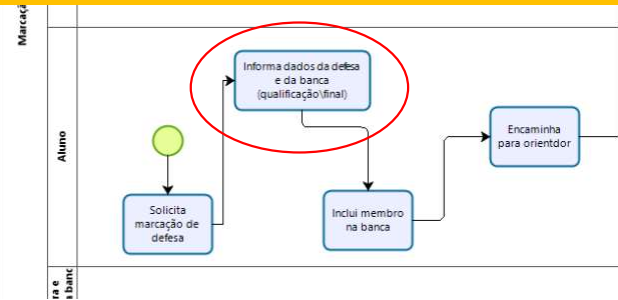 Marcaçã
Aluno
Informa dados da defesa
e da banca
(qualificação\final)
Solicita
marcação de
defesa
Inclui membro
na banca
Encaminha
para orientdor
ra e
a banc